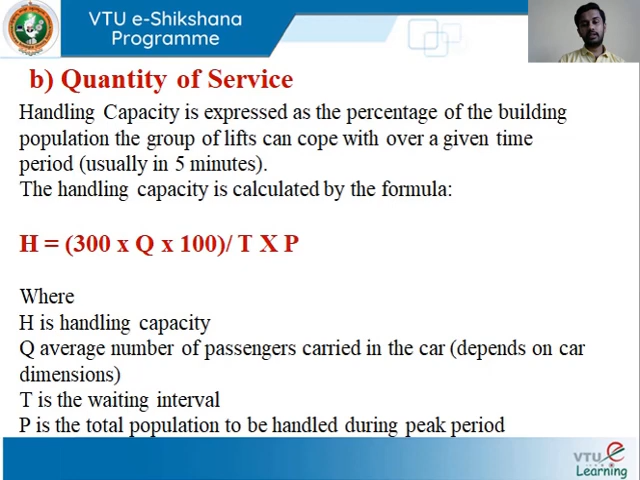 VTU e-Shikshana
Programme
b) Quantity of Service
Handling Capacity is expressed as the percentage of the building
population the group of lifts can cope with over a given time
period (usually in 5 minutes).
The handling capacity is calculated by the formula:
H = (300 x Q x 100)/ T X P
Where
H is handling capacity
Q average number of passengers carried in the car (depends on car
dimensions)
T is the waiting interval
P is the total population to be handled during peak period
VTU e
Learning